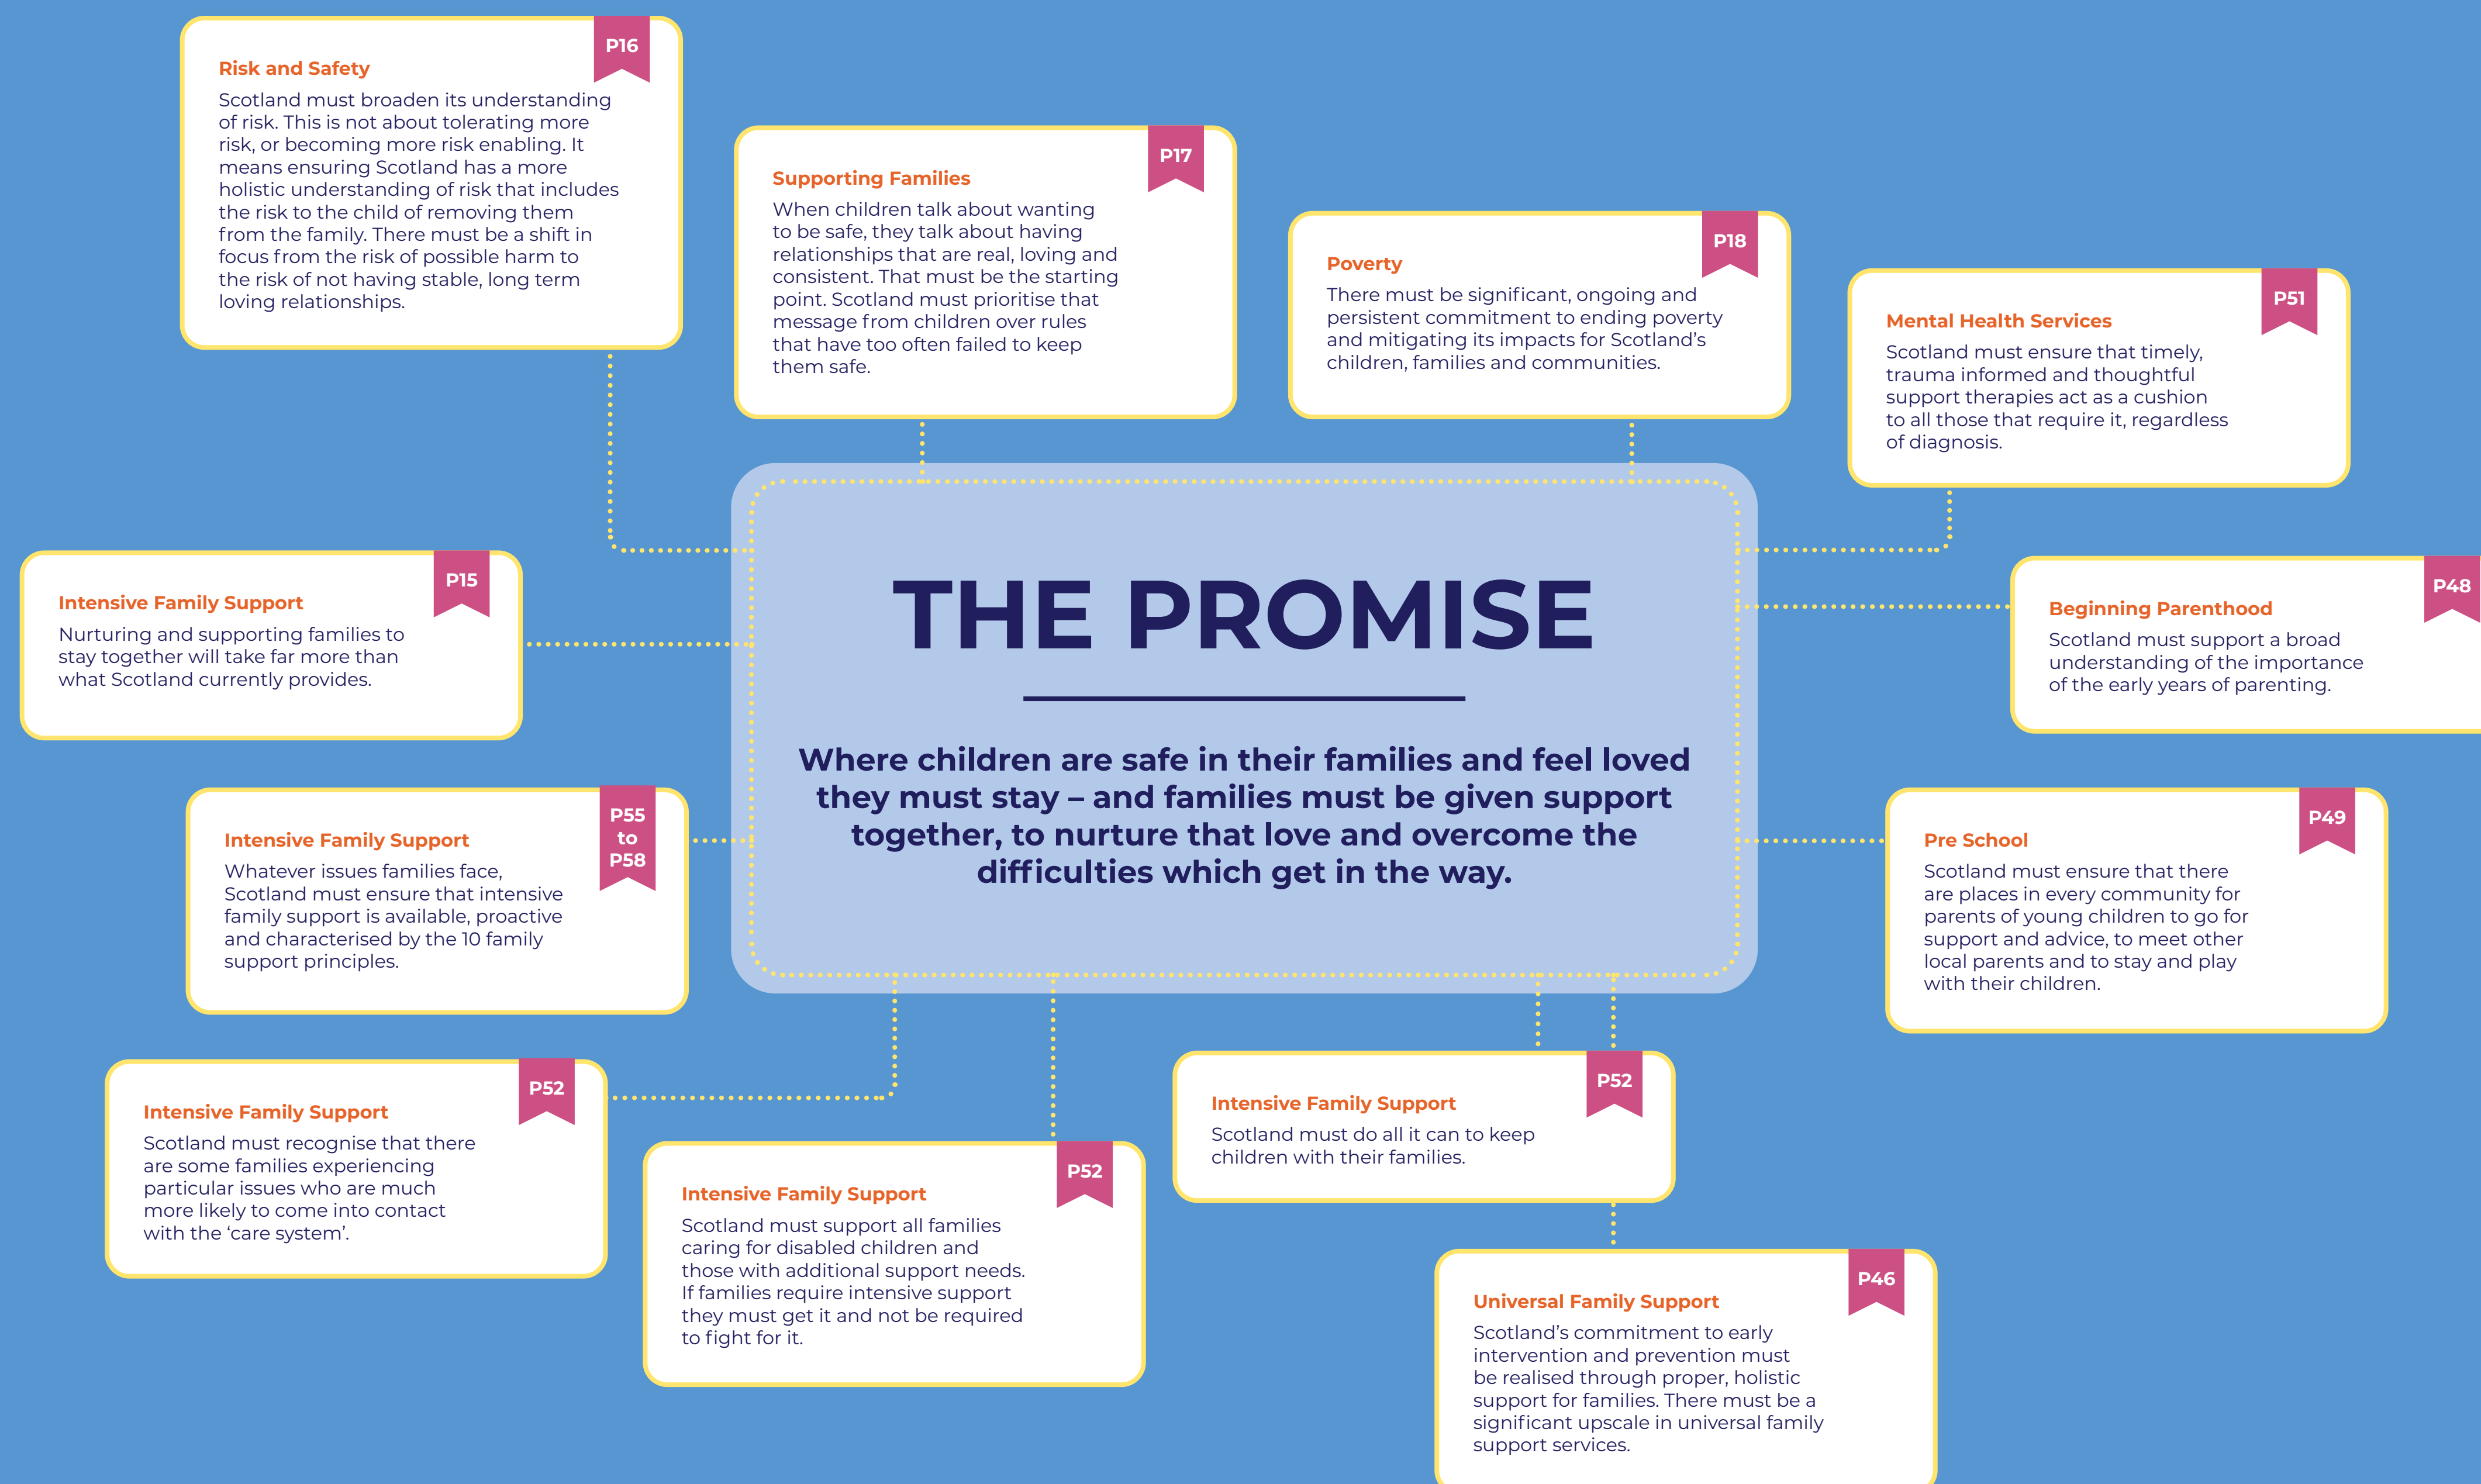 P16
Risk and Safety
Scotland must broaden its understanding
of risk. This is not about tolerating more
risk, or becoming more risk enabling. It
means ensuring Scotland has a more
holistic understanding of risk that includes
the risk to the child of removing them
from the family. There must be a shift in
focus from the risk of possible harm to
the risk of not having stable, long term
loving relationships.
P17
Supporting Families
When children talk about wanting
to be safe, they talk about having
relationships that are real, loving and
consistent. That must be the starting
point. Scotland must prioritise that
message from children over rules
that have too often failed to keep
them safe.
P18
Poverty
There must be significant, ongoing and
persistent commitment to ending poverty
and mitigating its impacts for Scotland’s
children, families and communities.
P51
Mental Health Services
Scotland must ensure that timely,
trauma informed and thoughtful
support therapies act as a cushion
to all those that require it, regardless
of diagnosis.
P15
Intensive Family Support
Nurturing and supporting families to
stay together will take far more than
what Scotland currently provides.
THE PROMISE
Where children are safe in their families and feel loved
they must stay – and families must be given support
together, to nurture that love and overcome the
difficulties which get in the way.
P48
Beginning Parenthood
Scotland must support a broad
understanding of the importance
of the early years of parenting.
P55
to
P58
Intensive Family Support
Whatever issues families face,
Scotland must ensure that intensive
family support is available, proactive
and characterised by the 10 family
support principles.
P49
Pre School
Scotland must ensure that there
are places in every community for
parents of young children to go for
support and advice, to meet other
local parents and to stay and play
with their children.
P52
Intensive Family Support
Scotland must recognise that there
are some families experiencing
particular issues who are much
more likely to come into contact
with the ‘care system’.
P52
Intensive Family Support
Scotland must support all families
caring for disabled children and
those with additional support needs.
If families require intensive support
they must get it and not be required
to fight for it.
P52
Intensive Family Support
Scotland must do all it can to keep
children with their families.
P46
Universal Family Support
Scotland’s commitment to early
intervention and prevention must
be realised through proper, holistic
support for families. There must be a
significant upscale in universal family
support services.